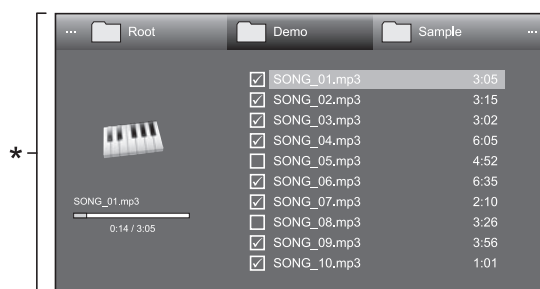 ... Root Demo Sample ...
SONG_01.mp3 3:05
SONG_02.mp3 3:15
SONG_03.mp3 3:02
SONG_04.mp3 6:05
SONG_05.mp3 4:52
SONG_06.mp3 6:35
SONG_07.mp3 2:10
SONG_08.mp3 3:26
SONG_09.mp3 3:56
SONG_10.mp3 1:01
*
SONG_01.mp3
0:14 / 3:05